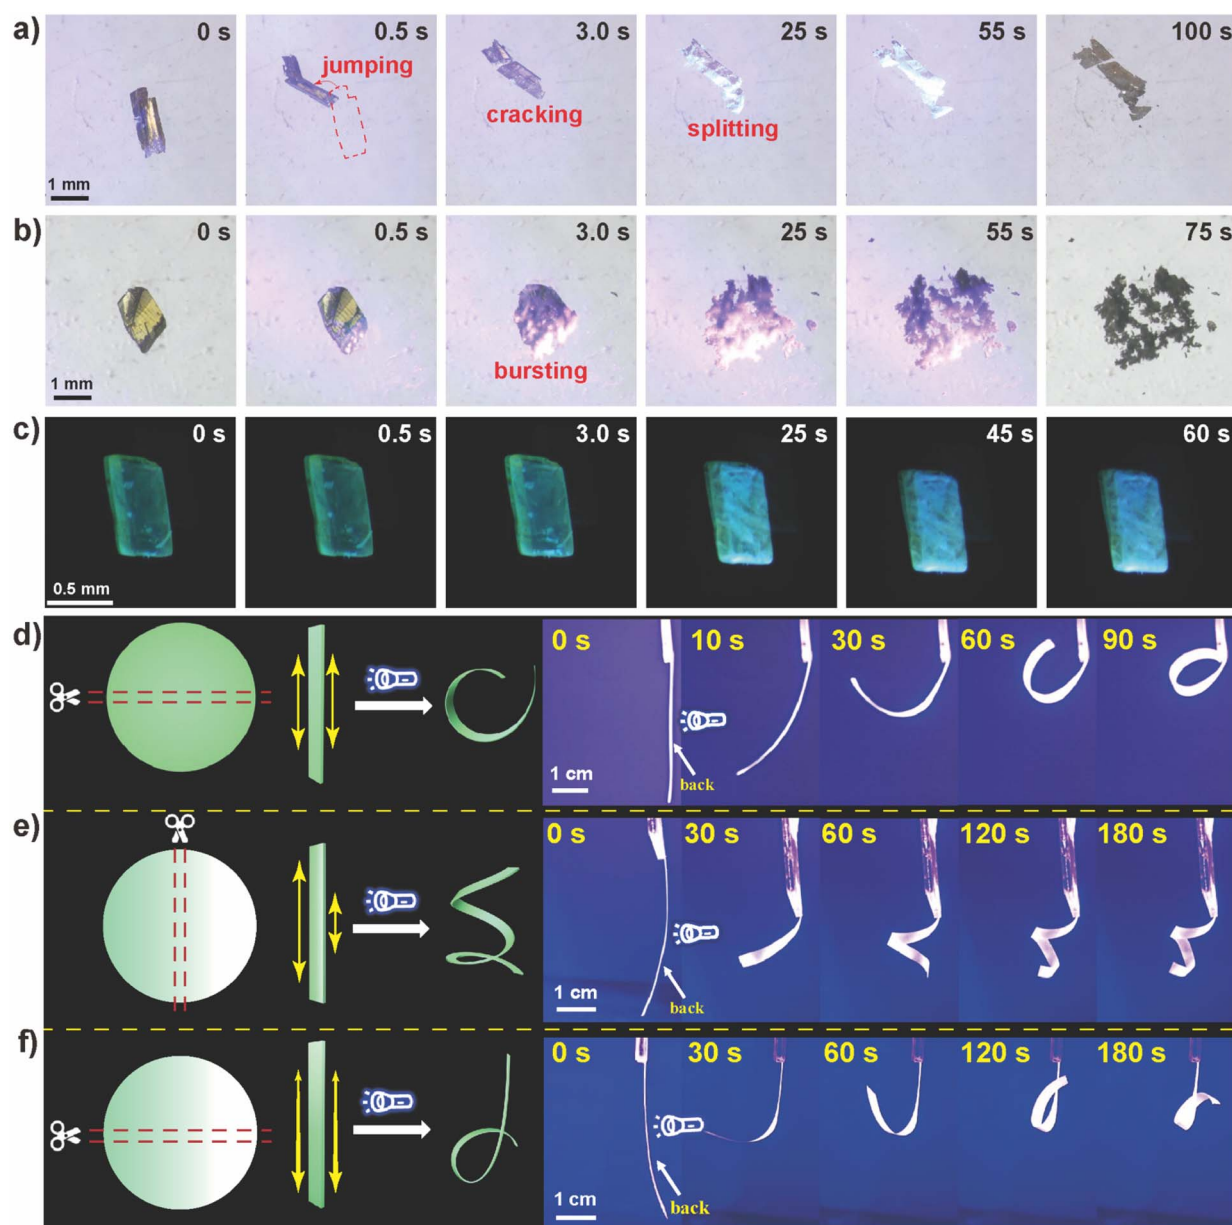 a)
0 s
0.5 s
3.0 s
25 s
55 s
100 s
jumping
cracking
splitting
1 mm
b)
0 s
0.5 s
3.0 s
25 s
55 s
75 s
bursting
1 mm
c)
0 s
0.5 s
3.0 s
25 s
45 s
60 s
0.5 mm
d)
0 s
10 s
30 s
60 s
90 s
1 cm
back
e)
0 s
30 s
60 s
120 s
180 s
1 cm
back
f)
0 s
30 s
60 s
120 s
180 s
1 cm
back